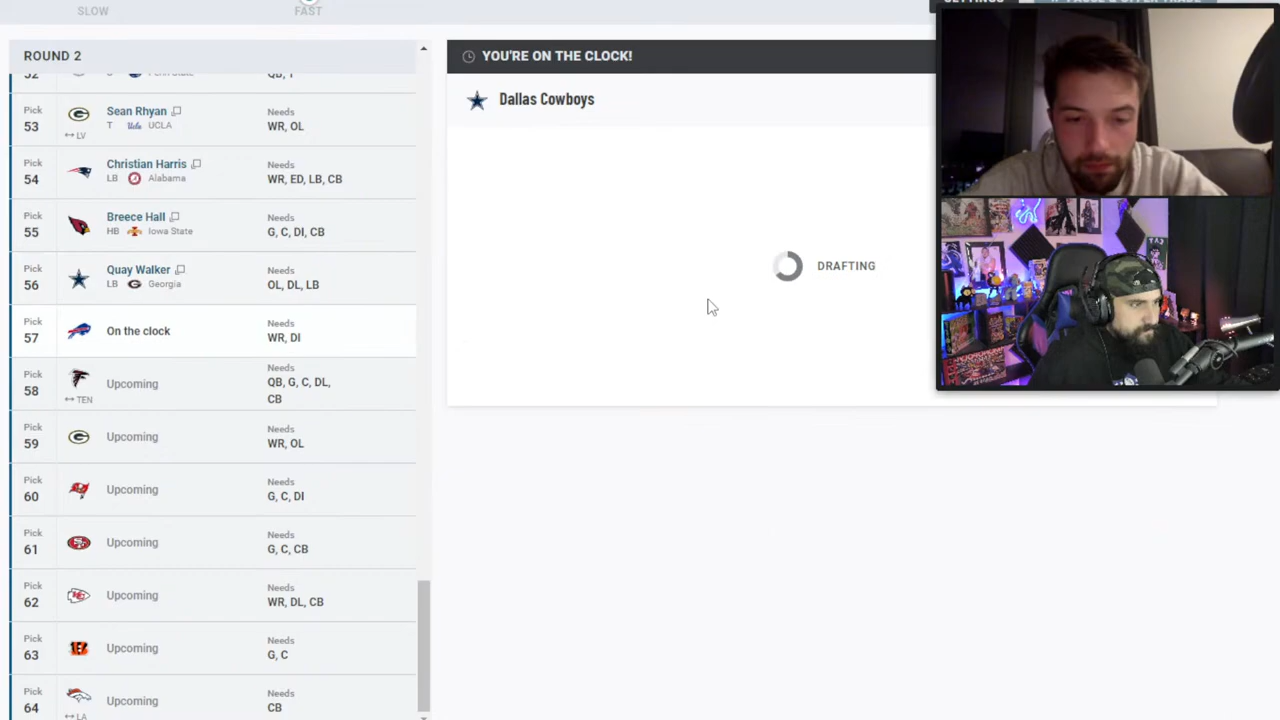 SLOW
FAST
ROUND 2
52
Penn State
QB, T
Pick
53
LV
Sean Rhyan
T UCLA
Needs
WR, OL
Pick
54
Christian Harris
LB Alabama
Needs
WR, ED, LB, CB
Pick
55
Breece Hall
HB Iowa State
Needs
G, C, DI, CB
Pick
56
Quay Walker
LB Georgia
Needs
OL, DL, LB
Pick
57
On the clock
Needs
WR, DI
Pick
58
TEN
Upcoming
Needs
QB, G, C, DL,
CB
Pick
59
Upcoming
Needs
WR, OL
Pick
60
Upcoming
Needs
G, C, DI
Pick
61
Upcoming
Needs
G, C, CB
Pick
62
Upcoming
Needs
WR, DL, CB
Pick
63
Upcoming
Needs
G, C
Pick
64
LA
Upcoming
Needs
CB
YOU'RE ON THE CLOCK!
Dallas Cowboys
DRAFTING